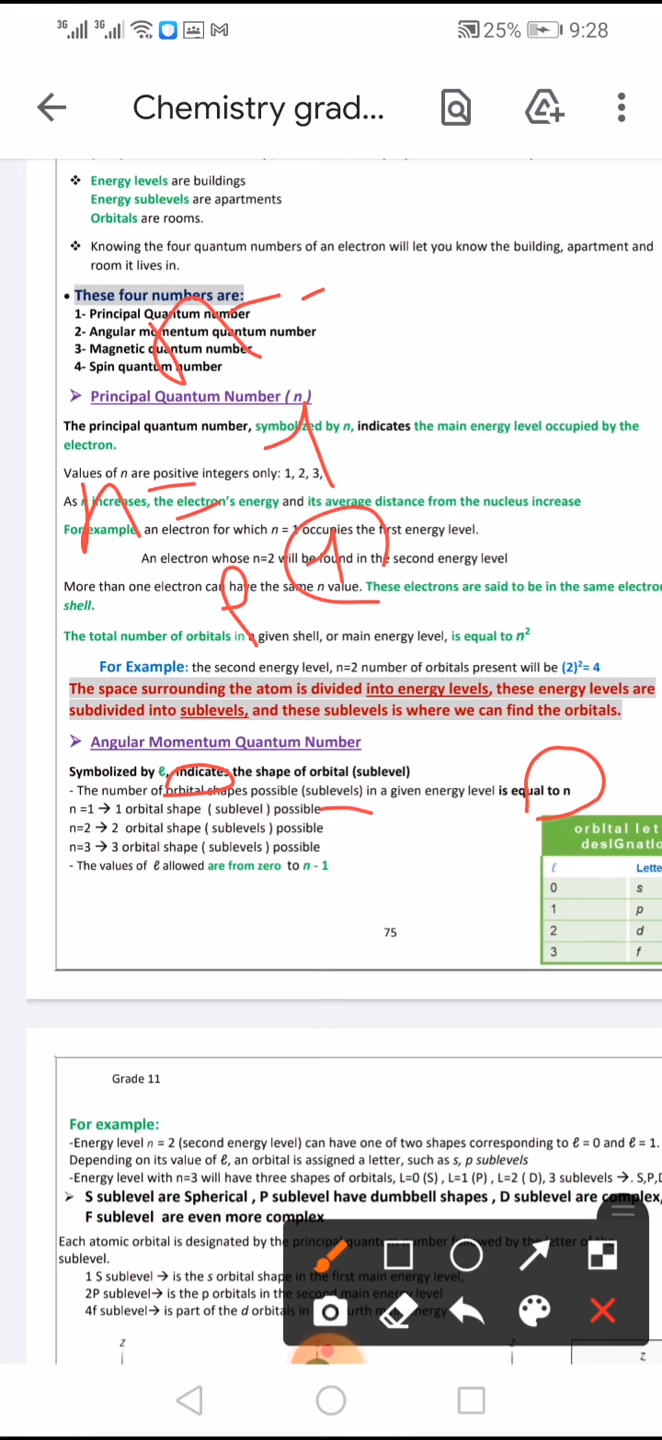 3G 3G 25% 9:28
Chemistry grad...
❖ Energy levels are buildings
Energy sublevels are apartments
Orbitals are rooms.
❖ Knowing the four quantum numbers of an electron will let you know the building, apartment and
room it lives in.
• These four numbers are:
1- Principal Quantum number
2- Angular momentum quantum number
3- Magnetic quantum number
4- Spin quantum number
➢ Principal Quantum Number ( n )
The principal quantum number, symbolized by n, indicates the main energy level occupied by the
electron.
Values of n are positive integers only: 1, 2, 3,
As n increases, the electron's energy and its average distance from the nucleus increase
For example, an electron for which n = 1 occupies the first energy level.
An electron whose n=2 will be found in the second energy level
More than one electron can have the same n value. These electrons are said to be in the same electro
shell.
The total number of orbitals in a given shell, or main energy level, is equal to n²
For Example: the second energy level, n=2 number of orbitals present will be (2)²= 4
The space surrounding the atom is divided into energy levels, these energy levels are
subdivided into sublevels, and these sublevels is where we can find the orbitals.
➢ Angular Momentum Quantum Number
Symbolized by ℓ, indicates the shape of orbital (sublevel)
- The number of orbital shapes possible (sublevels) in a given energy level is equal to n
n =1 → 1 orbital shape ( sublevel ) possible
n=2 → 2 orbital shape ( sublevels ) possible
n=3 → 3 orbital shape ( sublevels ) possible
- The values of ℓ allowed are from zero to n - 1
orbital let
desIGnatio
ℓ Lette
0 s
1 p
2 d
3 f
75
Grade 11
For example:
-Energy level n = 2 (second energy level) can have one of two shapes corresponding to ℓ = 0 and ℓ = 1.
Depending on its value of ℓ, an orbital is assigned a letter, such as s, p sublevels
-Energy level with n=3 will have three shapes of orbitals, L=0 (S) , L=1 (P) , L=2 ( D), 3 sublevels →. S,P,D
➢ S sublevel are Spherical , P sublevel have dumbbell shapes , D sublevel are complex,
F sublevel are even more complex
Each atomic orbital is designated by the principal quantum number followed by the letter of the
sublevel.
1 S sublevel → is the s orbital shape in the first main energy level,
2P sublevel→ is the p orbitals in the second main energy level
4f sublevel→ is part of the d orbitals in urth m nergy
z z